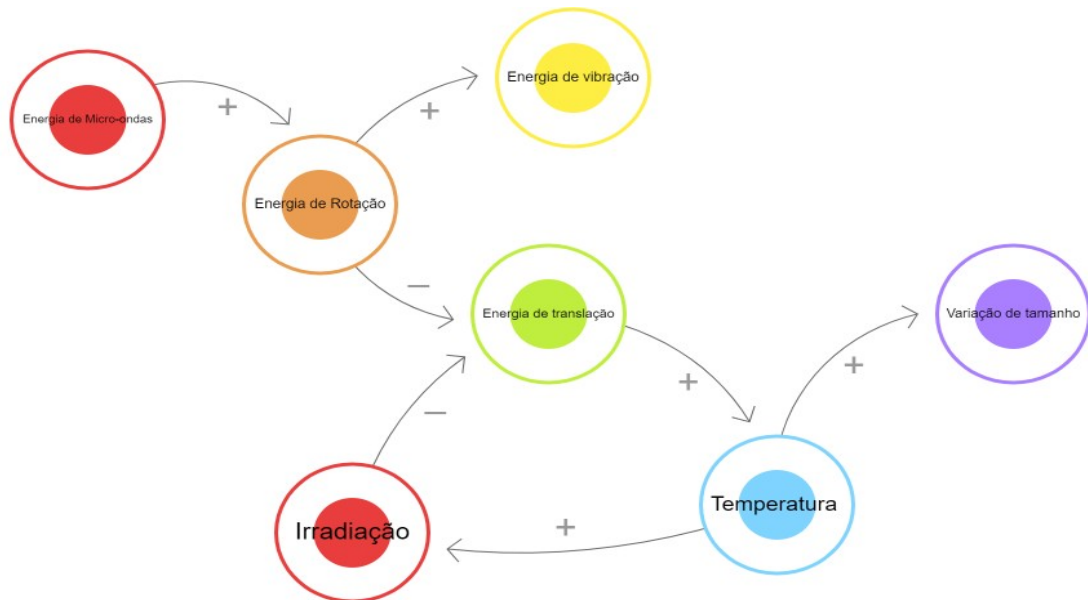 Energia de vibração
Energia de Micro-ondas
+
+
Energia de Rotação
−
Energia de translação
Variação de tamanho
+
+
−
Temperatura
Irradiação
+